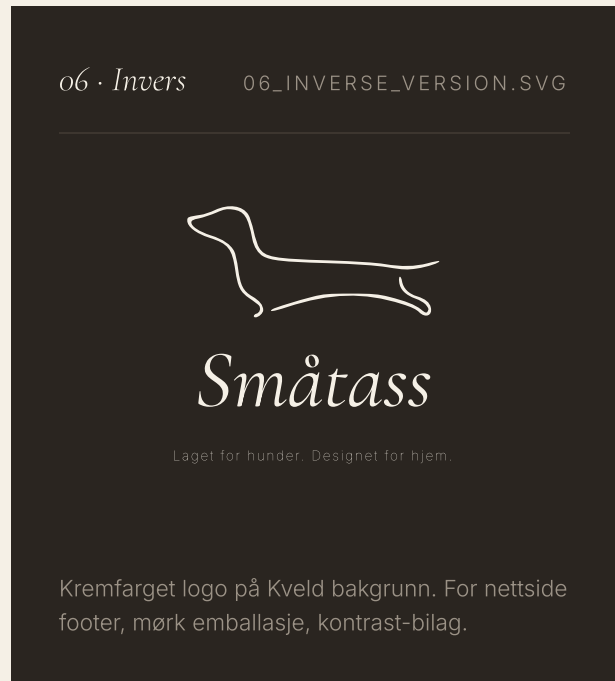 06 · Invers
06_INVERSE_VERSION.SVG
Småtass
Laget for hunder. Designet for hjem.
Kremfarget logo på Kveld bakgrunn. For nettside
footer, mørk emballasje, kontrast-bilag.